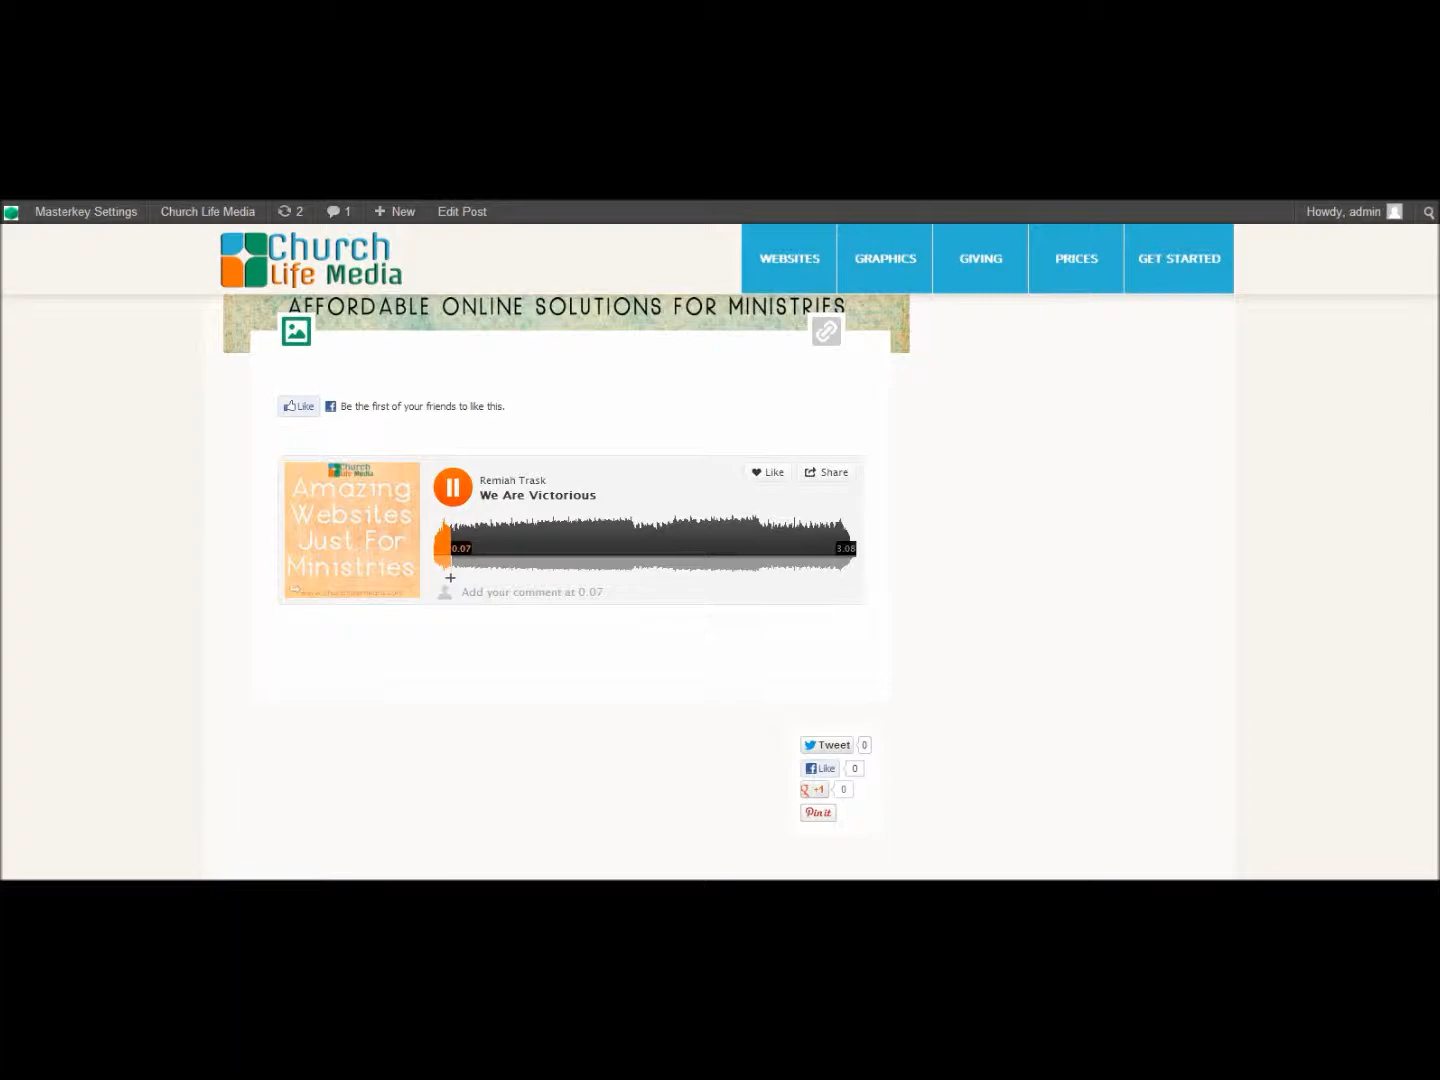 Masterkey Settings Church Life Media 2 1 + New Edit Post Howdy, admin
Church
Life Media
WEBSITES GRAPHICS GIVING PRICES GET STARTED
AFFORDABLE ONLINE SOLUTIONS FOR MINISTRIES
Like Be the first of your friends to like this.
Church
Life Media
Amazing
Websites
Just For
Ministries
Remiah Trask
We Are Victorious
Like Share
0.07 3.08
Add your comment at 0.07
Tweet 0
Like 0
+1 0
Pin it